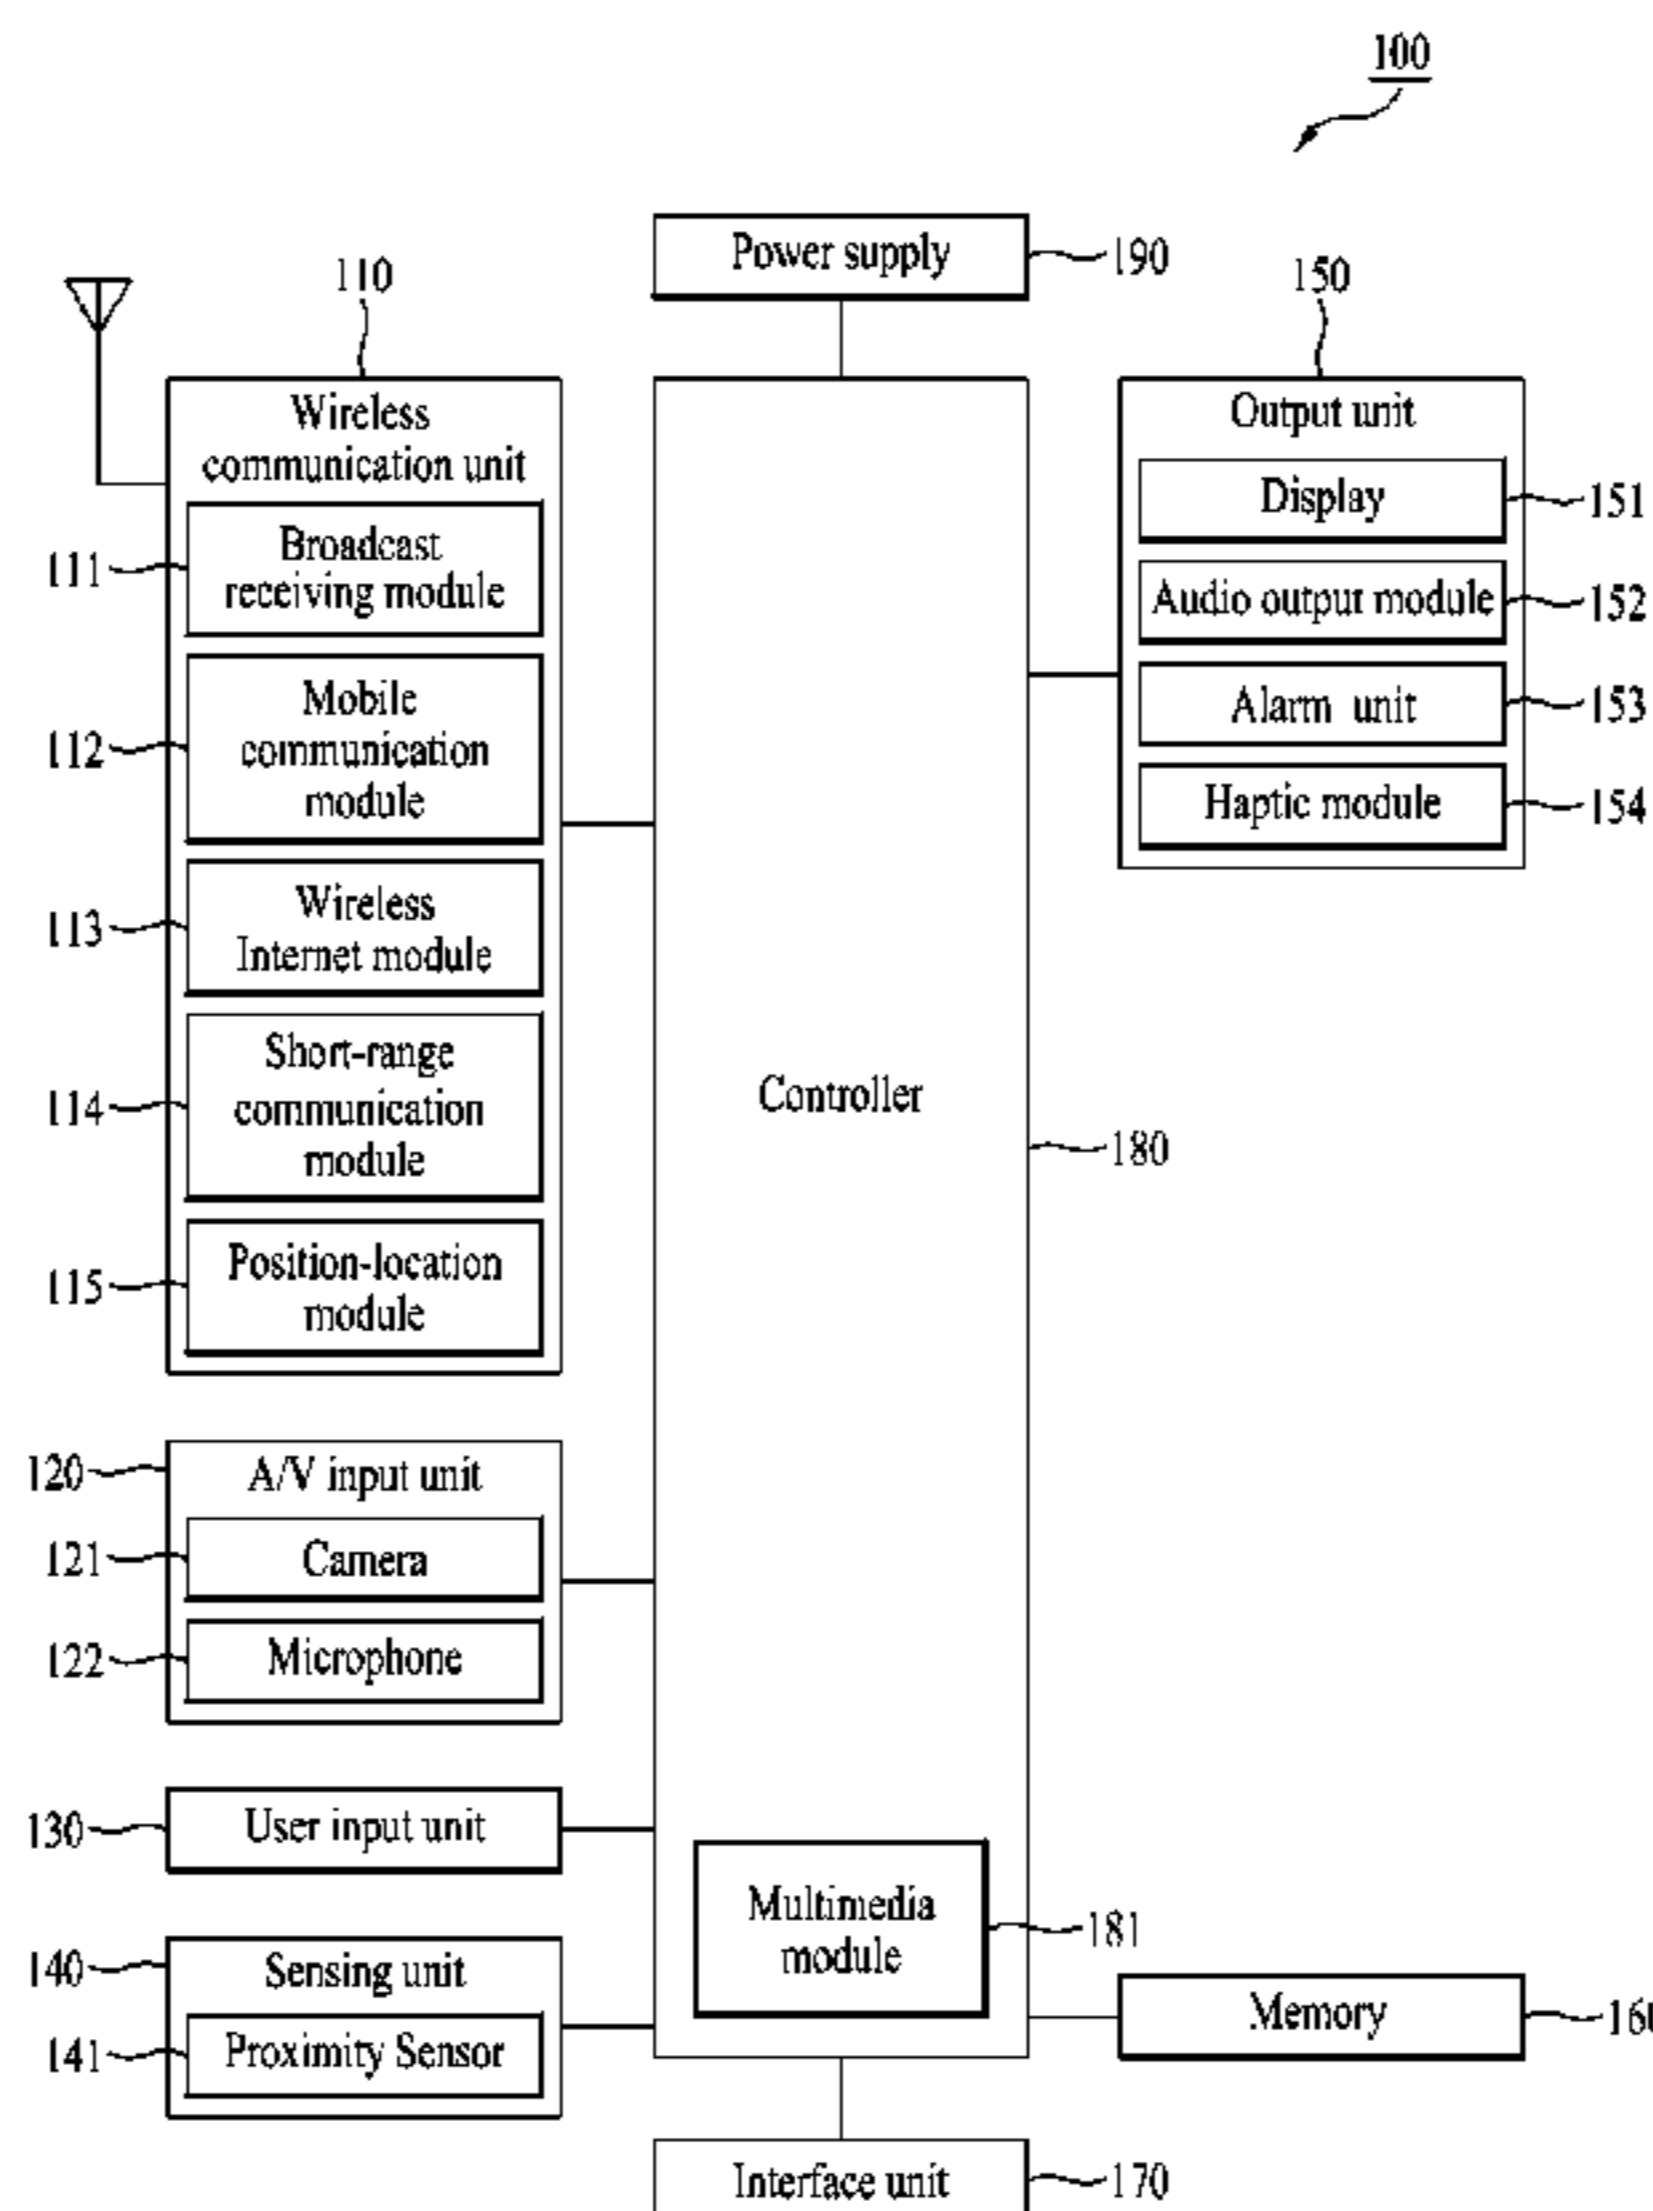 100
Power supply
190
110
Wireless
communication unit
111
Broadcast
receiving module
112
Mobile
communication
module
113
Wireless
Internet module
114
Short-range
communication
module
115
Position-location
module
120
A/V input unit
121
Camera
122
Microphone
130
User input unit
140
Sensing unit
141
Proximity Sensor
Controller
180
Multimedia
module
181
150
Output unit
Display
151
Audio output module
152
Alarm unit
153
Haptic module
154
Memory
160
Interface unit
170